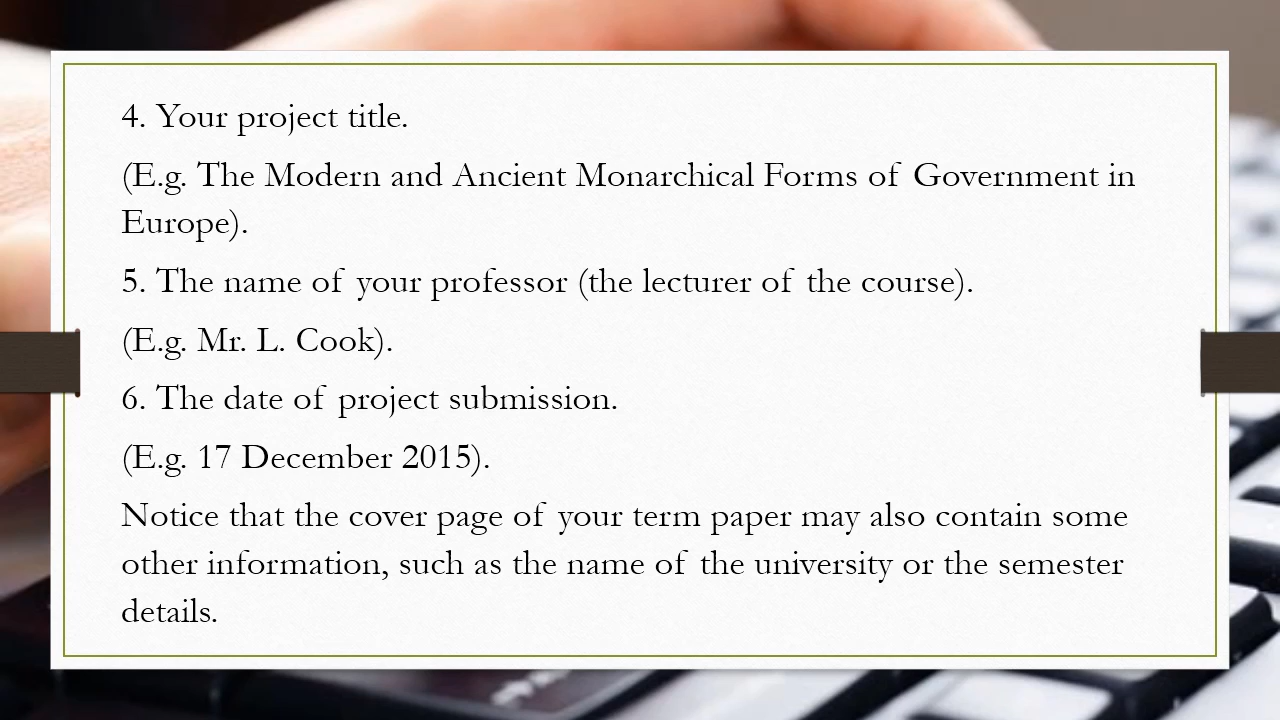 4. Your project title.
(E.g. The Modern and Ancient Monarchical Forms of Government in
Europe).
5. The name of your professor (the lecturer of the course).
(E.g. Mr. L. Cook).
6. The date of project submission.
(E.g. 17 December 2015).
Notice that the cover page of your term paper may also contain some
other information, such as the name of the university or the semester
details.